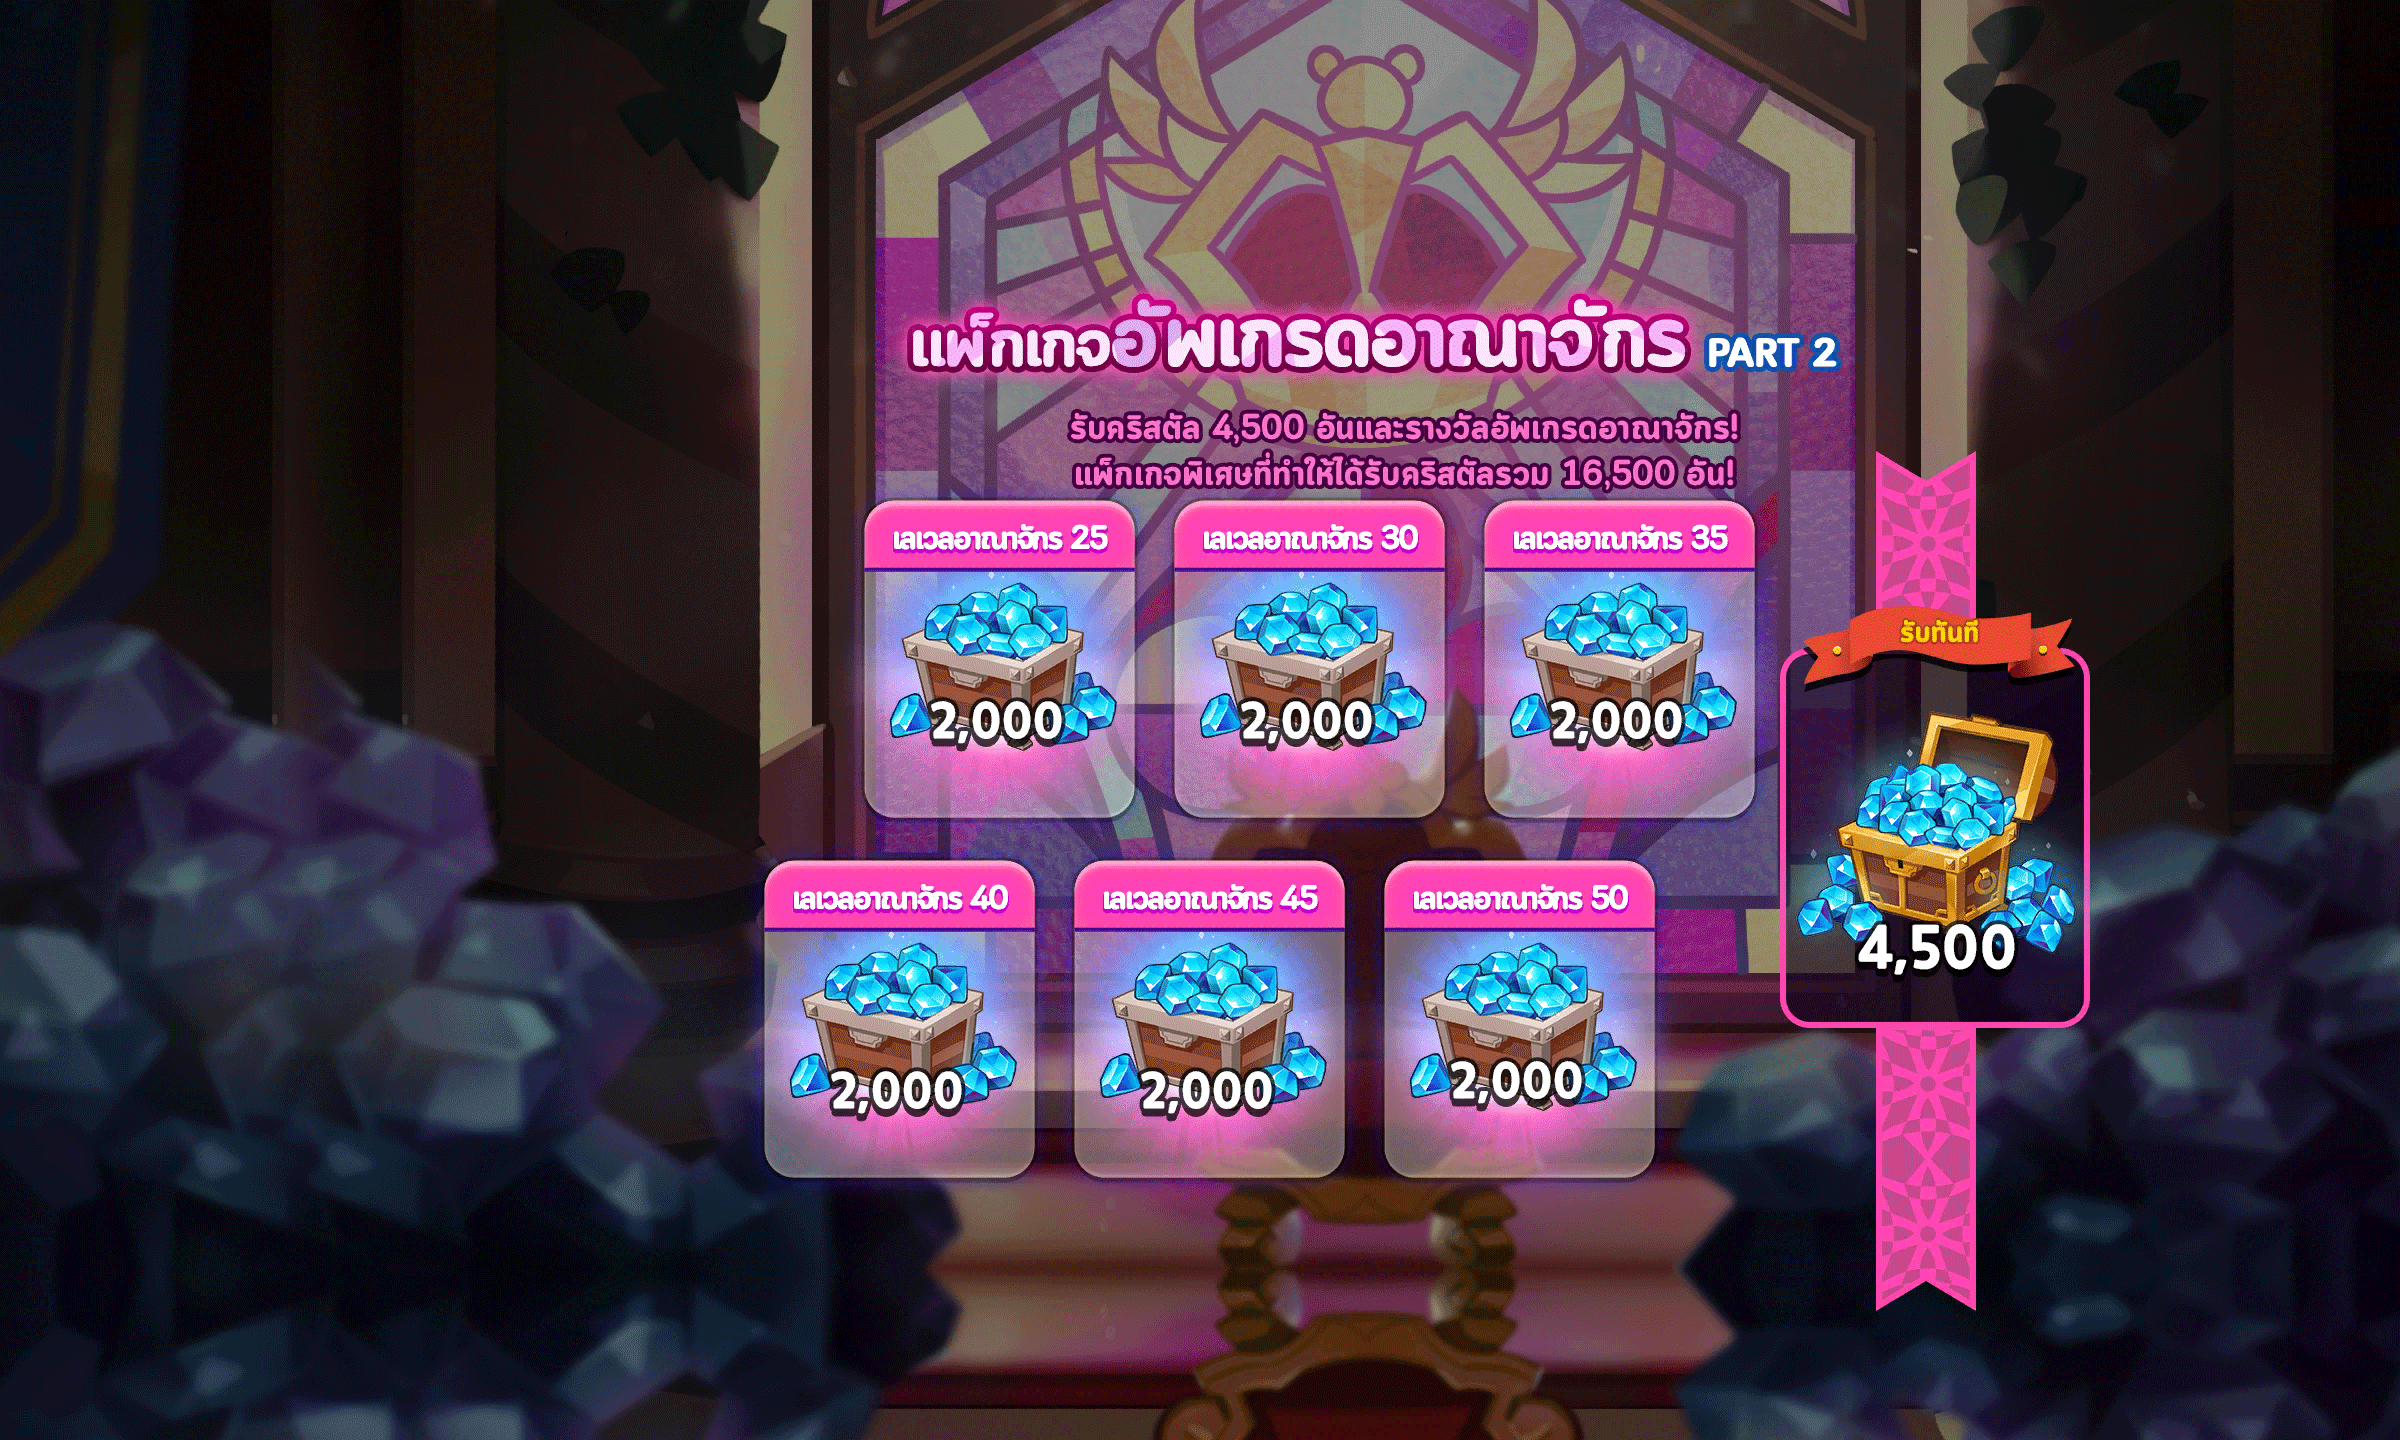 แพ็กเกจอัพเกรดอาณาจักร PART 2
รับคริสตัล 4,500 อันและรางวัลอัพเกรดอาณาจักร!
แพ็กเกจพิเศษที่ทำให้ได้รับคริสตัลรวม 16,500 อัน!
เลเวลอาณาจักร 25
2,000
เลเวลอาณาจักร 30
2,000
เลเวลอาณาจักร 35
2,000
เลเวลอาณาจักร 40
2,000
เลเวลอาณาจักร 45
2,000
เลเวลอาณาจักร 50
2,000
รับทันที
4,500